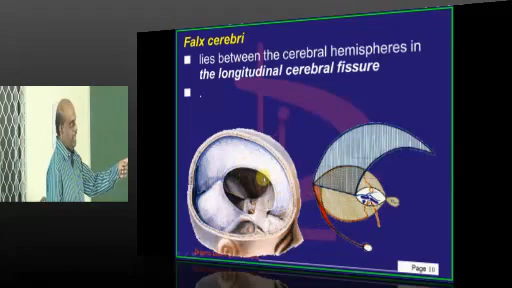 Falx cerebri
lies between the cerebral hemispheres in
the longitudinal cerebral fissure
.
Page 10